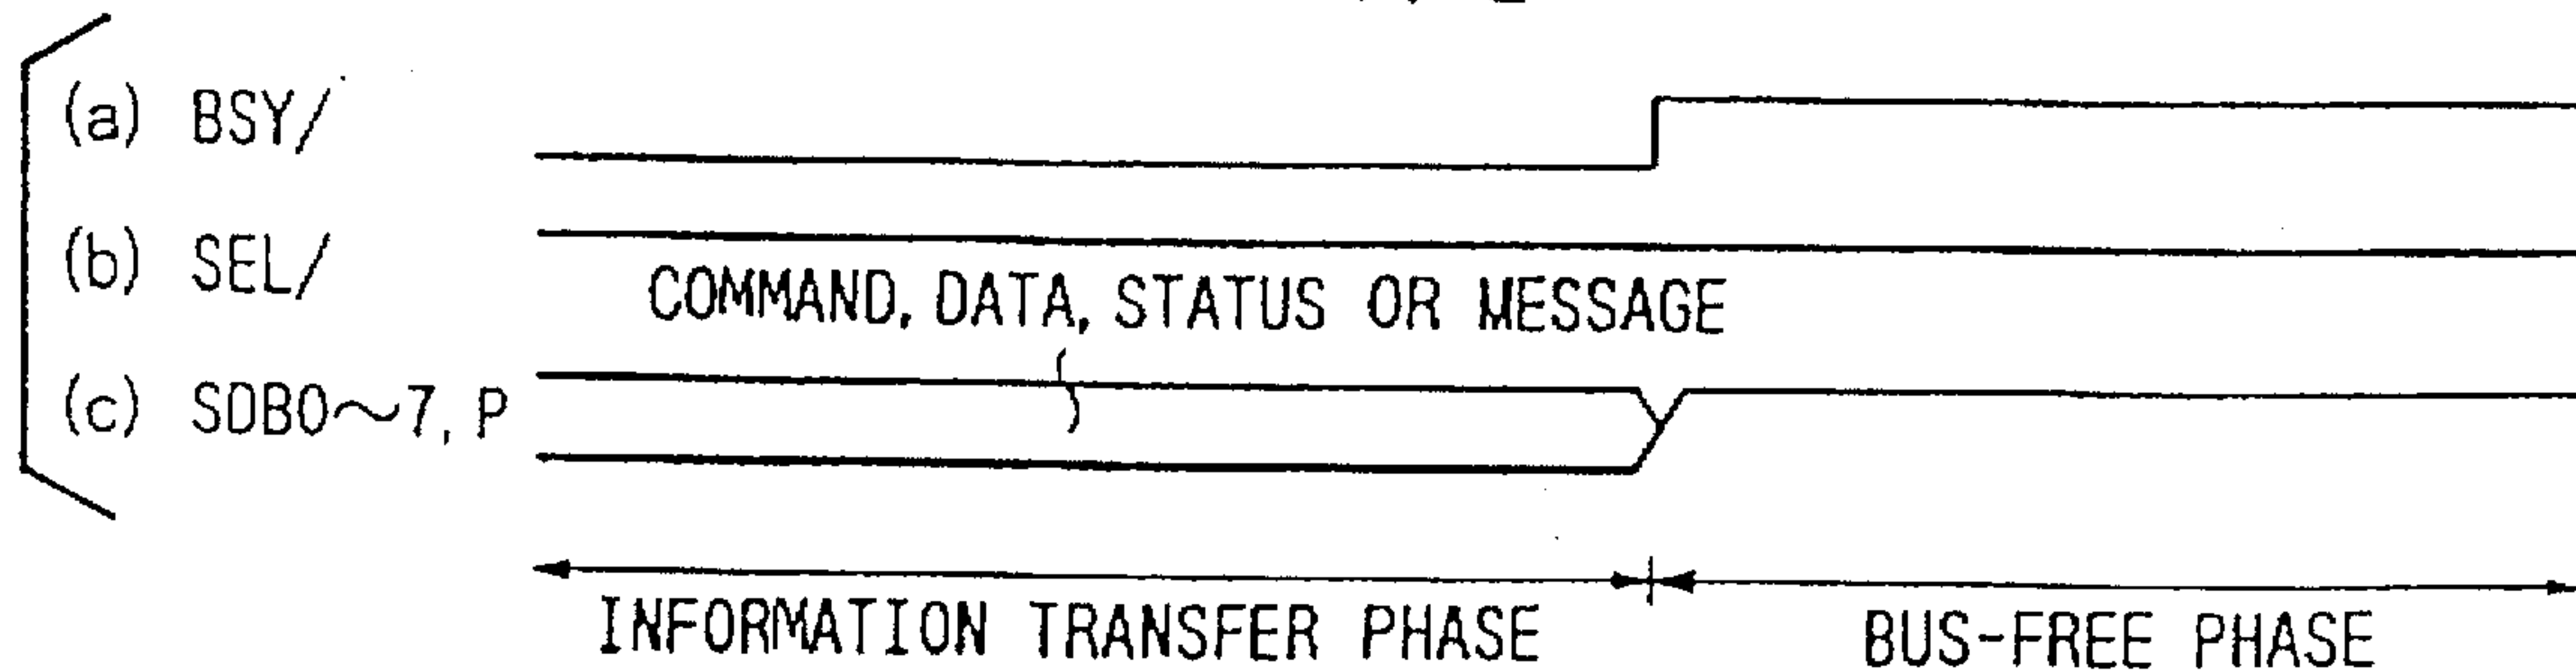 (a) BSY/
(b) SEL/
COMMAND, DATA, STATUS OR MESSAGE
(c) SDB0~7, P
INFORMATION TRANSFER PHASE
BUS-FREE PHASE